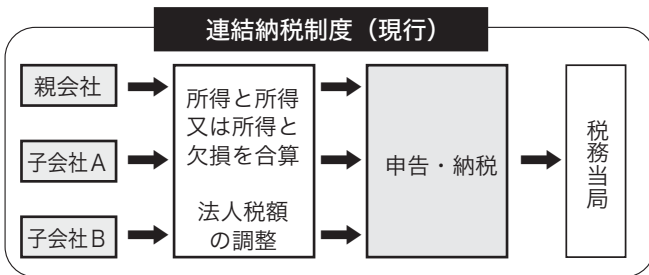 連結納税制度（現行）
親会社
子会社A
子会社B
所得と所得
又は所得と
欠損を合算
法人税額
の調整
申告・納税
税務当局